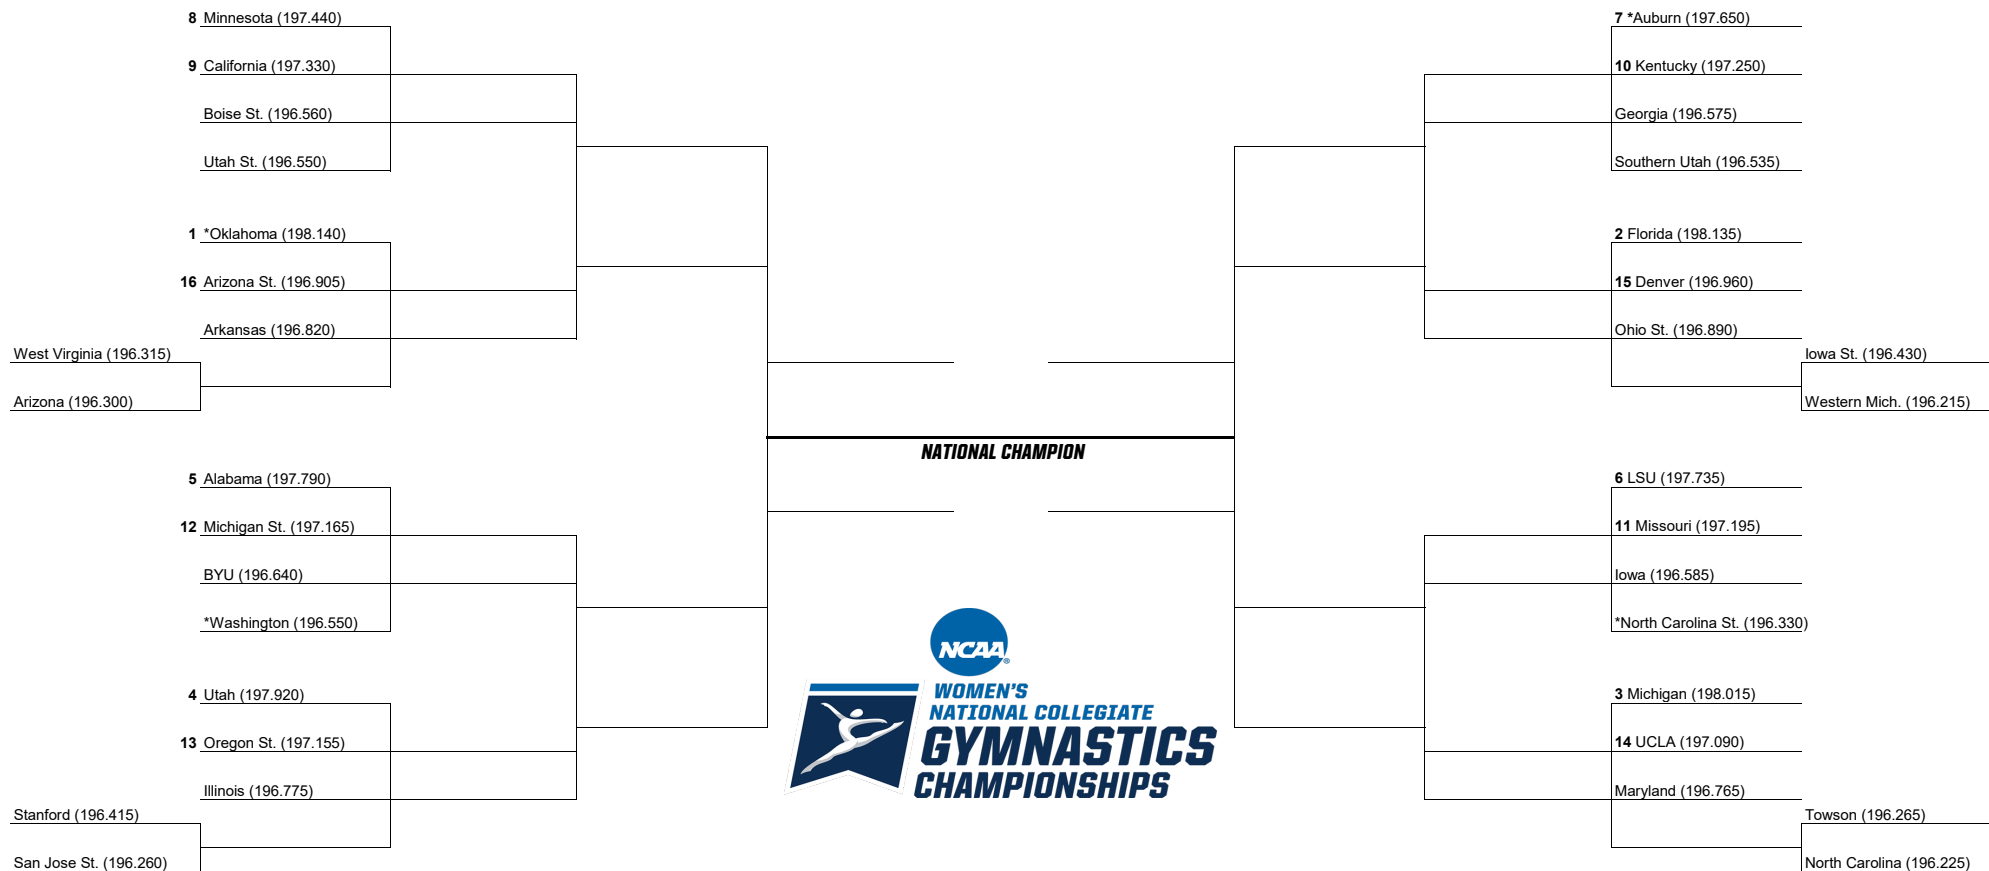 8 Minnesota (197.440)
9 California (197.330)
Boise St. (196.560)
Utah St. (196.550)
1 *Oklahoma (198.140)
16 Arizona St. (196.905)
Arkansas (196.820)
West Virginia (196.315)
Arizona (196.300)
5 Alabama (197.790)
12 Michigan St. (197.165)
BYU (196.640)
*Washington (196.550)
4 Utah (197.920)
13 Oregon St. (197.155)
Illinois (196.775)
Stanford (196.415)
San Jose St. (196.260)
NATIONAL CHAMPION
NCAA®
WOMEN'S
NATIONAL COLLEGIATE
GYMNASTICS
CHAMPIONSHIPS
7 *Auburn (197.650)
10 Kentucky (197.250)
Georgia (196.575)
Southern Utah (196.535)
2 Florida (198.135)
15 Denver (196.960)
Ohio St. (196.890)
Iowa St. (196.430)
Western Mich. (196.215)
6 LSU (197.735)
11 Missouri (197.195)
Iowa (196.585)
*North Carolina St. (196.330)
3 Michigan (198.015)
14 UCLA (197.090)
Maryland (196.765)
Towson (196.265)
North Carolina (196.225)